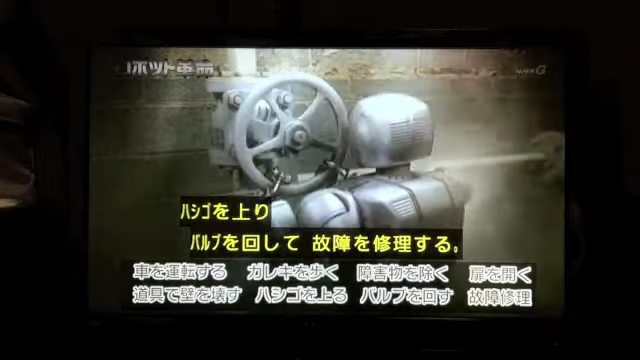 ロボット革命
NHK G
ハシゴを上り
バルブを回して 故障を修理する。
車を運転する ガレキを歩く 障害物を除く 扉を開く
道具で壁を壊す ハシゴを上る バルブを回す 故障修理